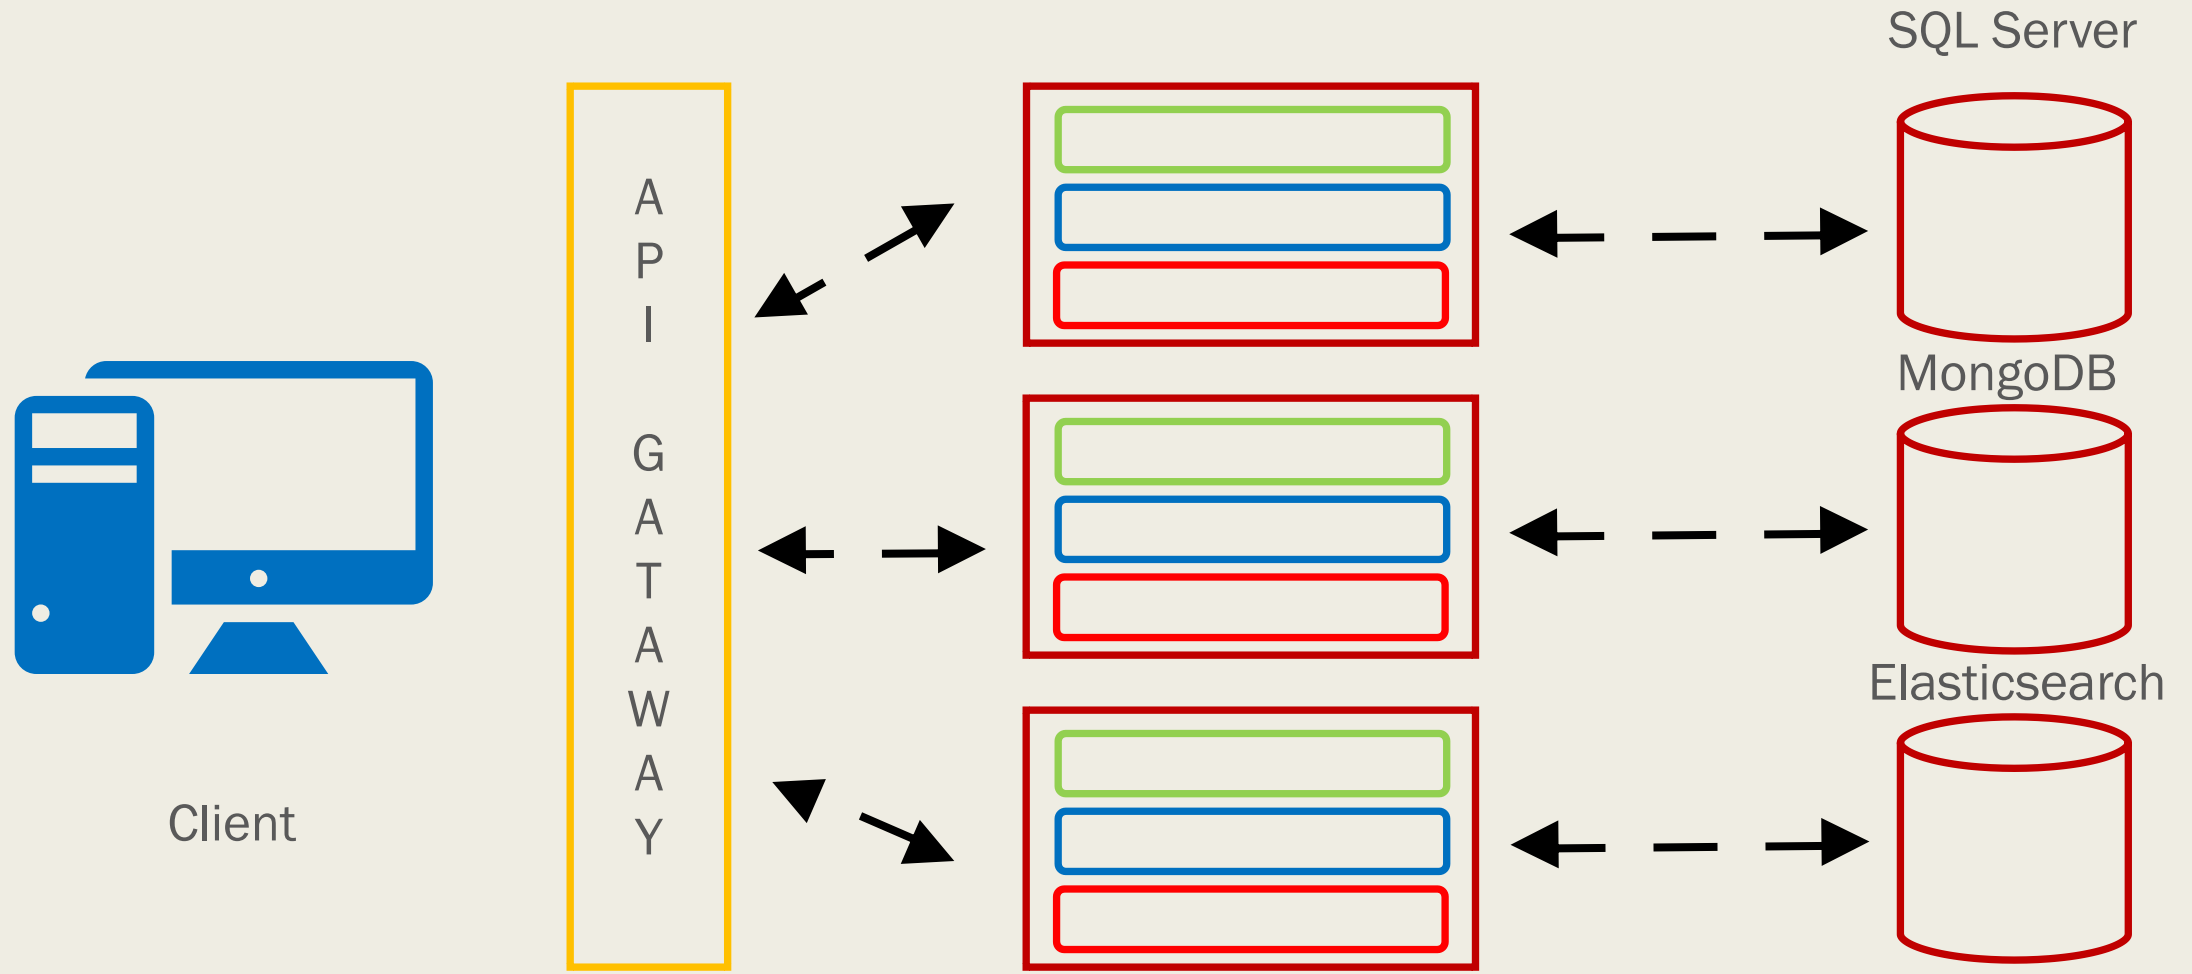 SQL Server
A
P
I
G
A
T
A
W
A
Y
MongoDB
Elasticsearch
Client